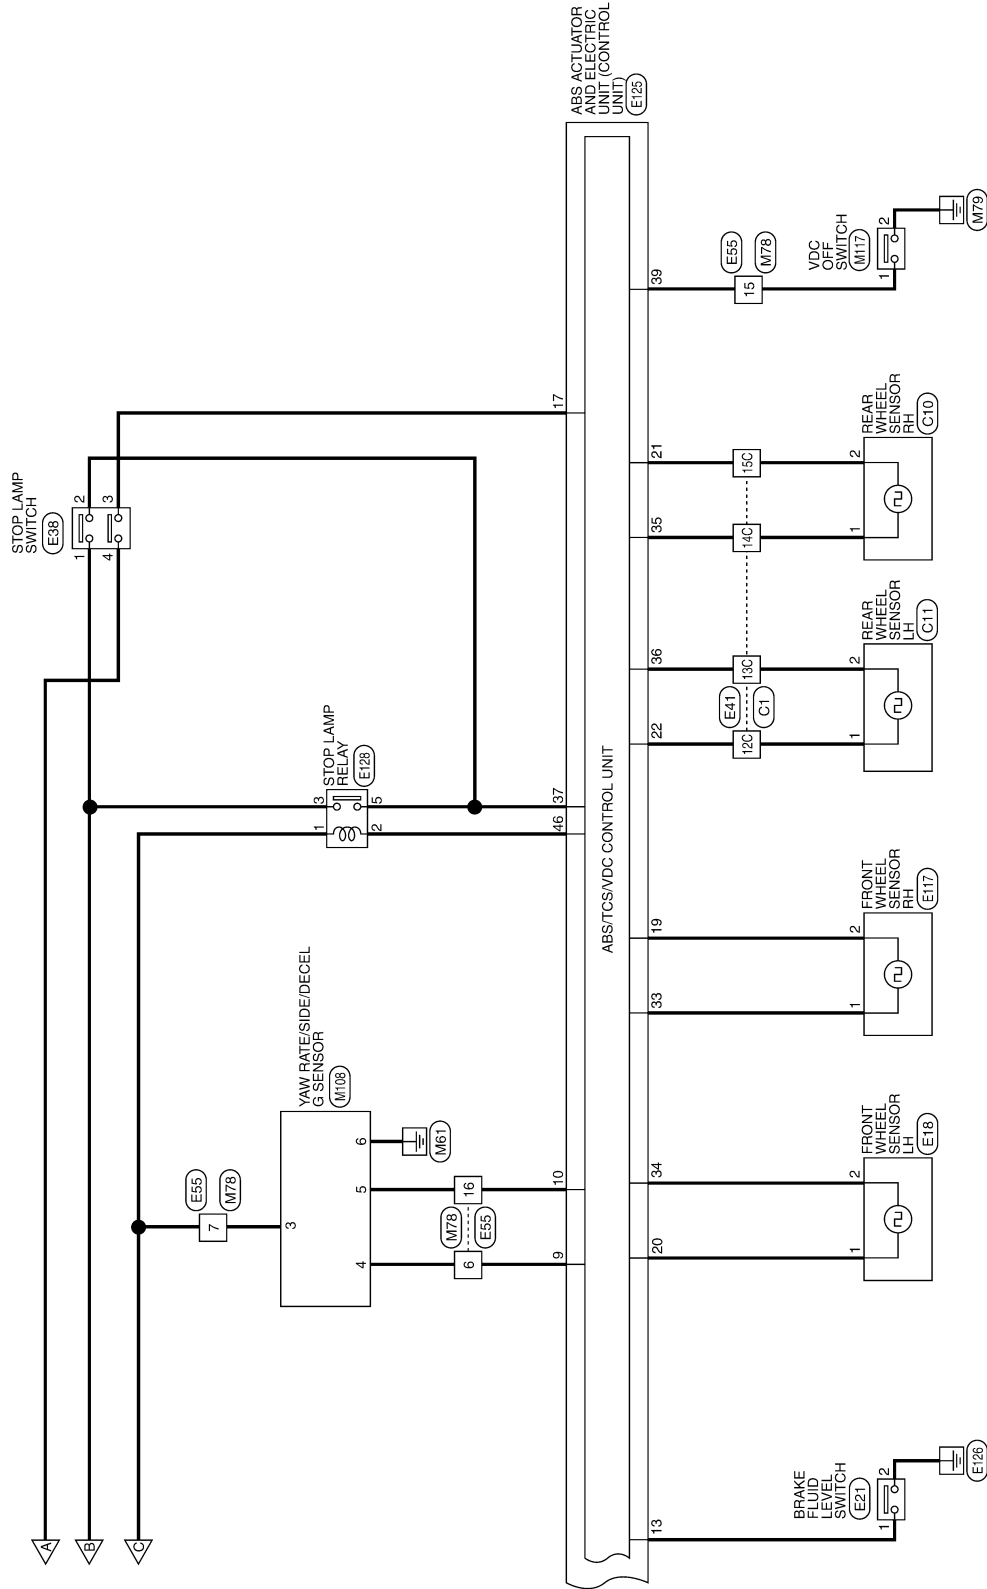 A
B
C
STOP LAMP
SWITCH
E38
1
2
4
3
STOP LAMP
RELAY
E128
3
5
1
2
YAW RATE/SIDE/DECEL
G SENSOR
M108
E55
M78
7
3
4
5
6
M61
M78
E55
6
16
9
10
46
37
17
ABS ACTUATOR
AND ELECTRIC
UNIT (CONTROL
UNIT)
E125
ABS/TCS/VDC CONTROL UNIT
13
20
34
33
19
22
36
35
21
39
E41
C1
12C
13C
14C
15C
E55
M78
15
BRAKE
FLUID
LEVEL
SWITCH
E21
1
2
E126
FRONT
WHEEL
SENSOR
LH
E18
1
2
FRONT
WHEEL
SENSOR
RH
E117
1
2
REAR
WHEEL
SENSOR
LH
C11
1
2
REAR
WHEEL
SENSOR
RH
C10
1
2
VDC
OFF
SWITCH
M117
1
2
M79